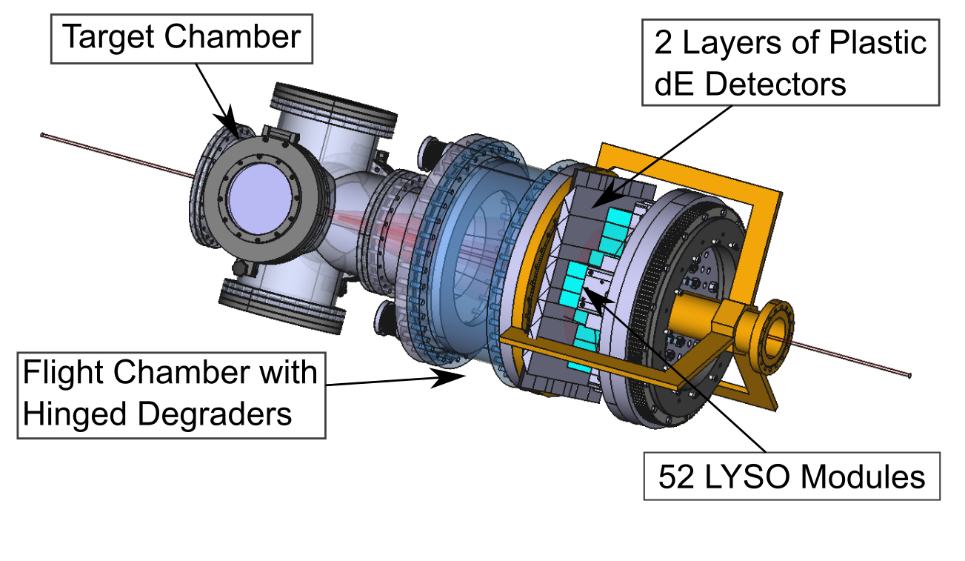 Target Chamber
2 Layers of Plastic
dE Detectors
Flight Chamber with
Hinged Degraders
52 LYSO Modules